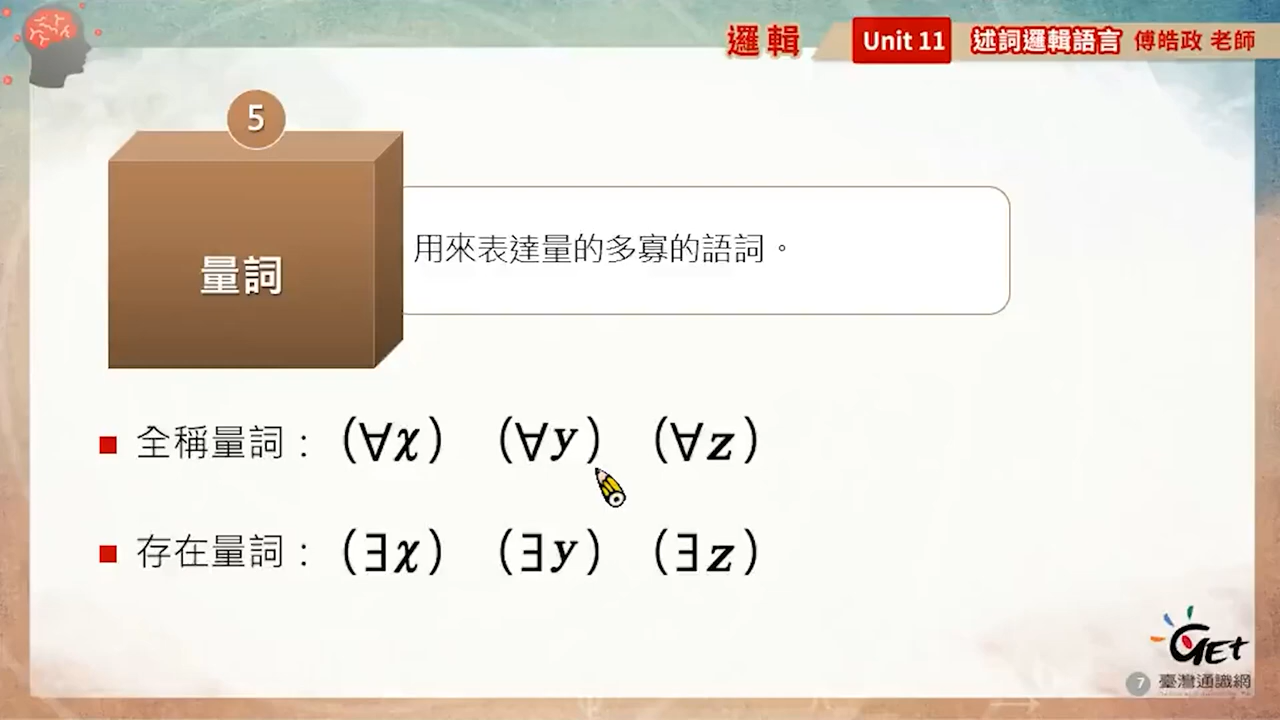 邏輯 Unit 11 述詞邏輯語言 傅皓政 老師
5
量詞
用來表達量的多寡的語詞。
■ 全稱量詞：(∀χ) (∀y) (∀z)
■ 存在量詞：(∃χ) (∃y) (∃z)
GEt
7 臺灣通識網